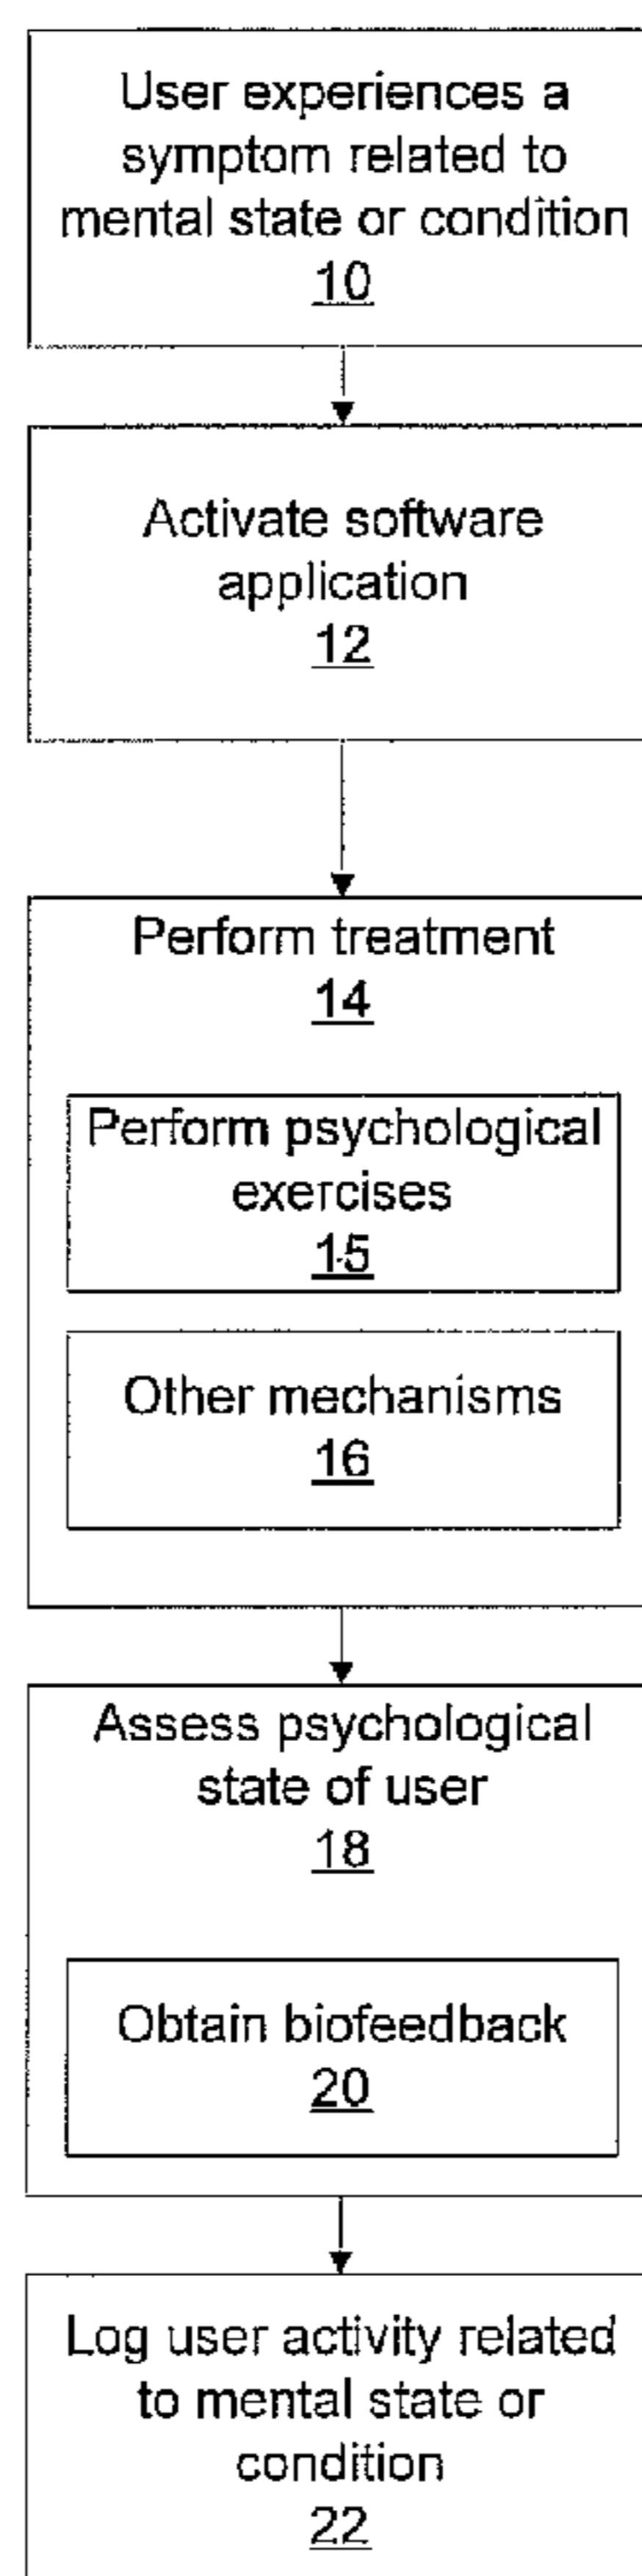 User experiences a
symptom related to
mental state or condition
10
Activate software
application
12
Perform treatment
14
Perform psychological
exercises
15
Other mechanisms
16
Assess psychological
state of user
18
Obtain biofeedback
20
Log user activity related
to mental state or
condition
22